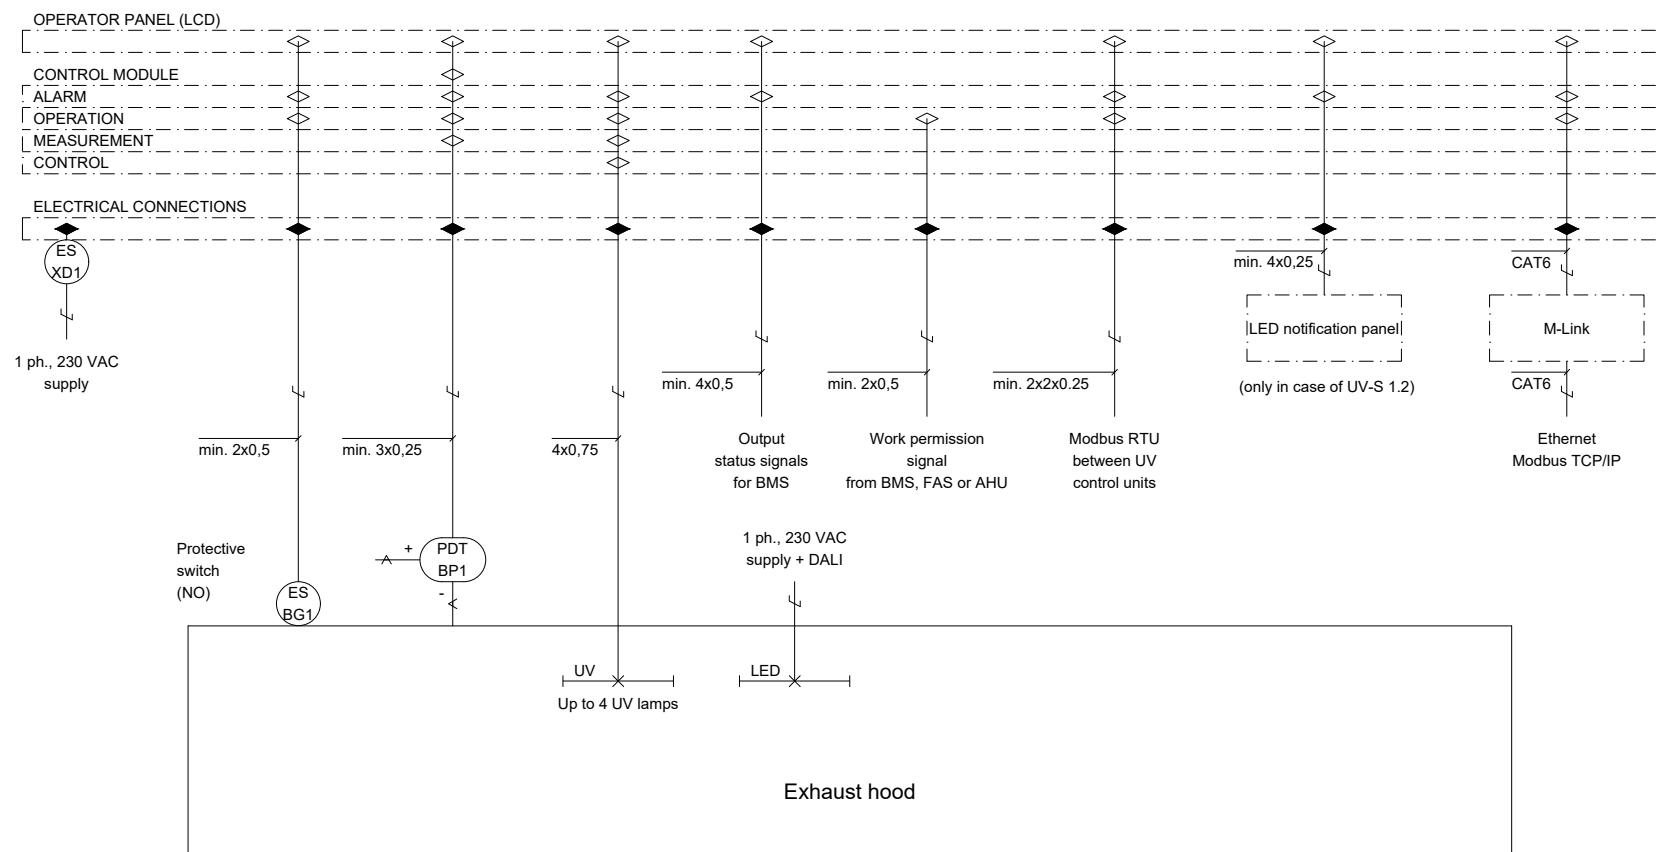 OPERATOR PANEL (LCD)
CONTROL MODULE
ALARM
OPERATION
MEASUREMENT
CONTROL
ELECTRICAL CONNECTIONS
ES
XD1
1 ph., 230 VAC
supply
min. 2x0,5
min. 3x0,25
4x0,75
min. 4x0,5
Output
status signals
for BMS
min. 2x0,5
Work permission
signal
from BMS, FAS or AHU
min. 2x2x0.25
Modbus RTU
between UV
control units
min. 4x0,25
LED notification panel
(only in case of UV-S 1.2)
CAT6
M-Link
CAT6
Ethernet
Modbus TCP/IP
Protective
switch
(NO)
ES
BG1
+
PDT
BP1
-
1 ph., 230 VAC
supply + DALI
UV
Up to 4 UV lamps
LED
Exhaust hood